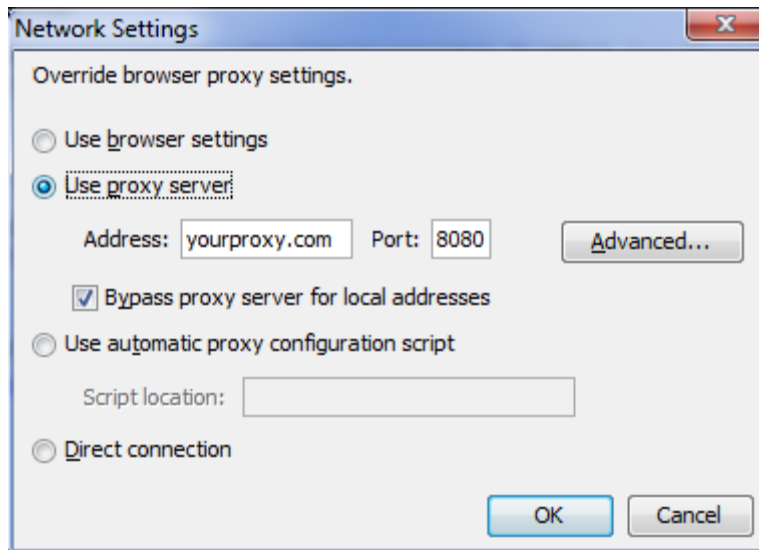 Network Settings
Override browser proxy settings.
Use browser settings
Use proxy server
Address: yourproxy.com Port: 8080 Advanced...
Bypass proxy server for local addresses
Use automatic proxy configuration script
Script location:
Direct connection
OK Cancel